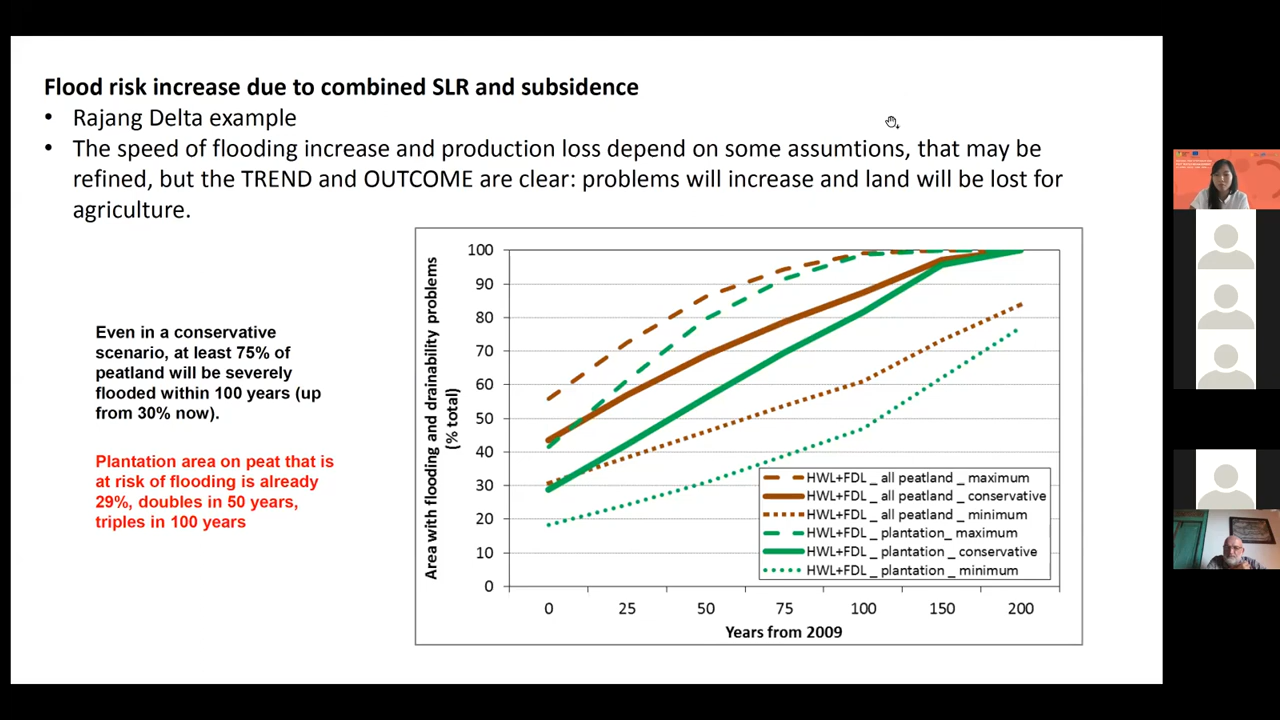 Flood risk increase due to combined SLR and subsidence
• Rajang Delta example
• The speed of flooding increase and production loss depend on some assumtions, that may be
refined, but the TREND and OUTCOME are clear: problems will increase and land will be lost for
agriculture.
Even in a conservative
scenario, at least 75% of
peatland will be severely
flooded within 100 years (up
from 30% now).
Plantation area on peat that is
at risk of flooding is already
29%, doubles in 50 years,
triples in 100 years
Area with flooding and drainability problems
(% total)
100
90
80
70
60
50
40
30
20
10
0
HWL+FDL _ all peatland _ maximum
HWL+FDL _ all peatland _ conservative
HWL+FDL _ all peatland _ minimum
HWL+FDL _ plantation_ maximum
HWL+FDL _ plantation _ conservative
HWL+FDL _ plantation _ minimum
0 25 50 75 100 150 200
Years from 2009